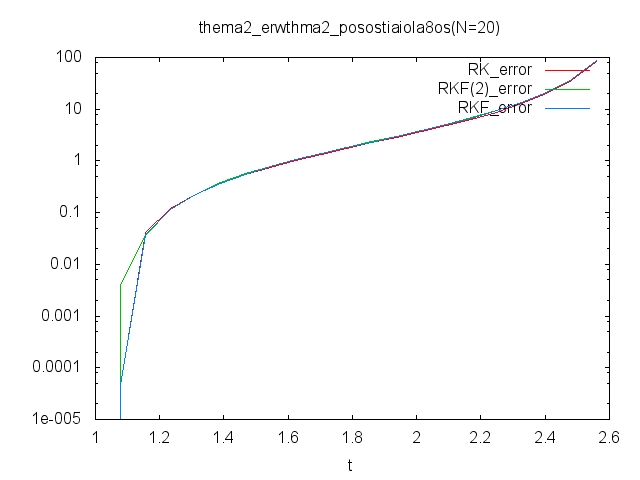 thema2_erwthma2_posostiaiola8os(N=20)
100
10
1
0.1
0.01
0.001
0.0001
1e-005
RK_error
RKF(2)_error
RKF_error
1 1.2 1.4 1.6 1.8 2 2.2 2.4 2.6
t